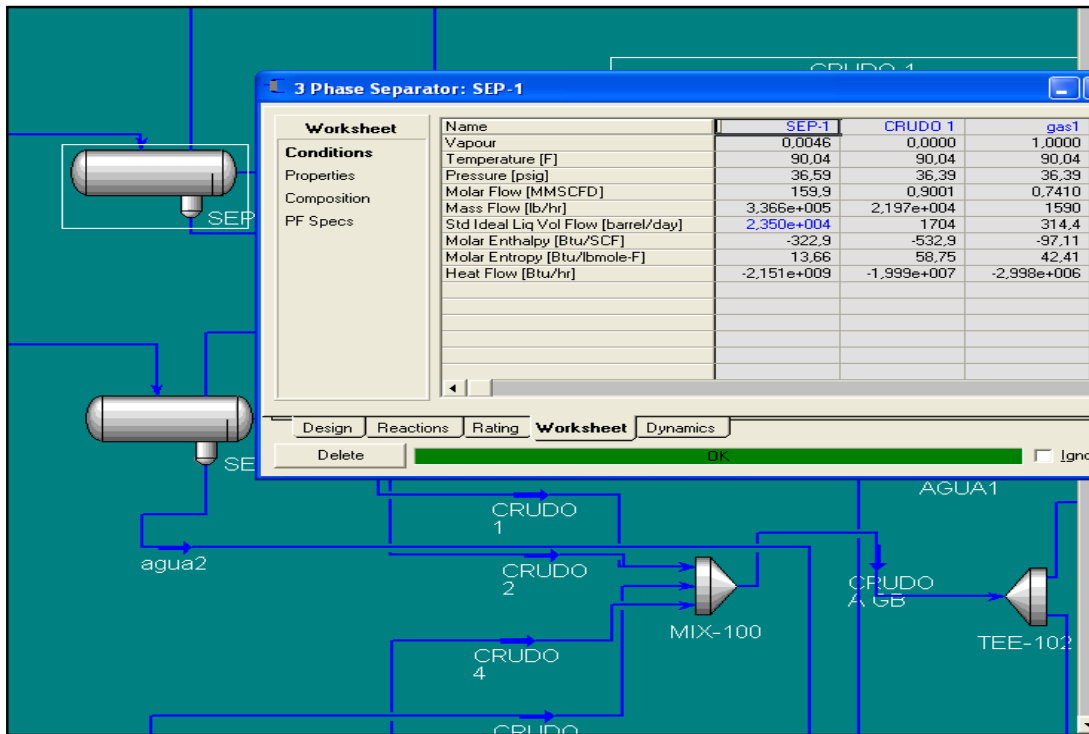 CRUDO 1
3 Phase Separator: SEP-1
Worksheet
Conditions
Properties
Composition
PF Specs
Name SEP-1 CRUDO 1 gas1
Vapour 0,0046 0,0000 1,0000
Temperature [F] 90,04 90,04 90,04
Pressure [psig] 36,59 36,39 36,39
Molar Flow [MMSCFD] 159,9 0,9001 0,7410
Mass Flow [lb/hr] 3,366e+005 2,197e+004 1590
Std Ideal Liq Vol Flow [barrel/day] 2,350e+004 1704 314,4
Molar Enthalpy [Btu/SCF] -322,9 -532,9 -97,11
Molar Entropy [Btu/lbmole-F] 13,66 58,75 42,41
Heat Flow [Btu/hr] -2,151e+009 -1,999e+007 -2,998e+006
Design Reactions Rating Worksheet Dynamics
Delete OK Igno
SEP
SE
AGUA1
CRUDO
1
agua2
CRUDO
2
CRUDO
A GB
MIX-100
TEE-102
CRUDO
4
CRUDO